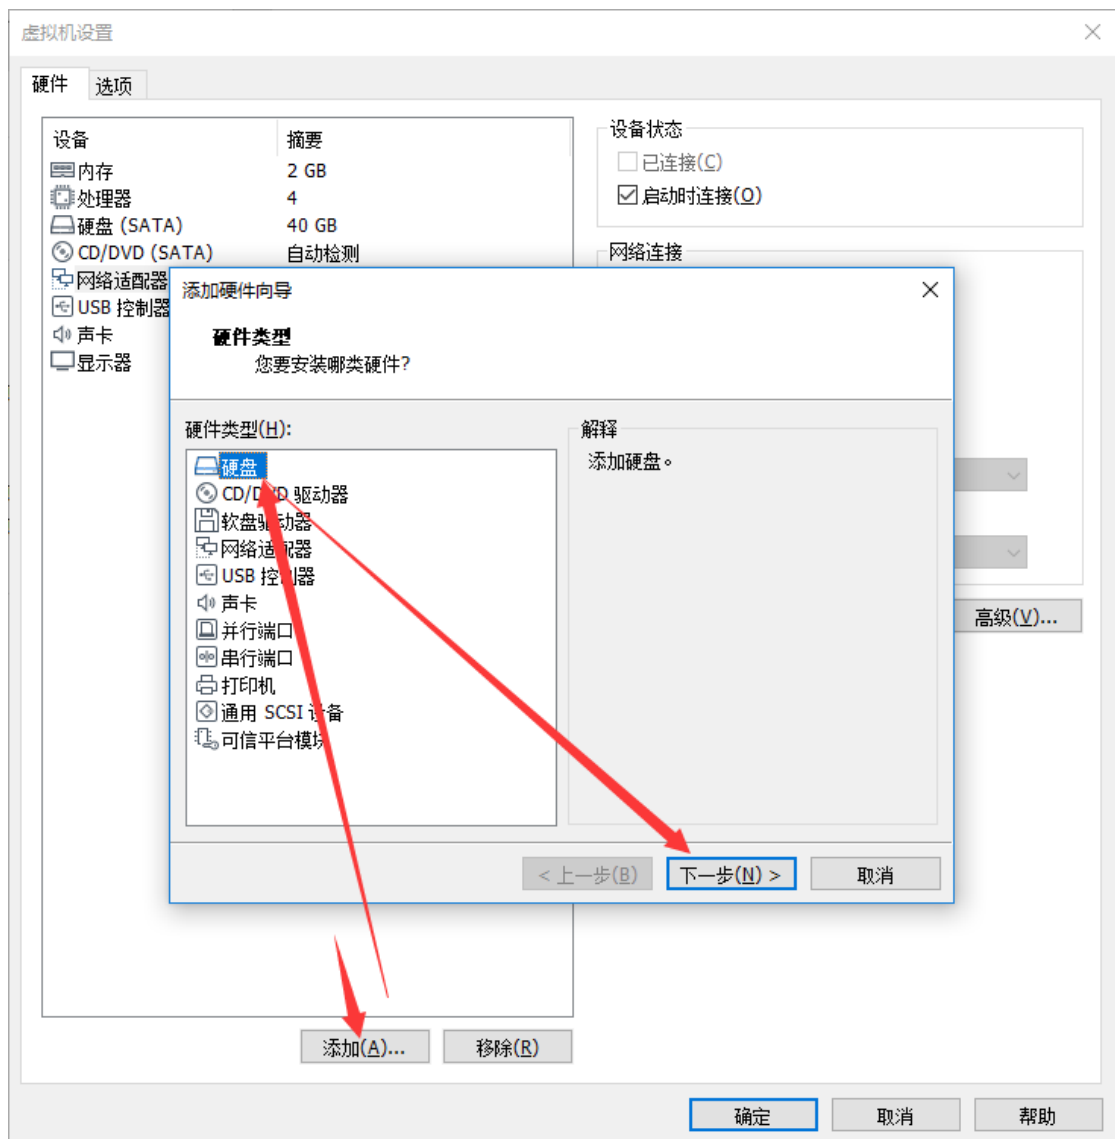 虚拟机设置
硬件 选项
设备 摘要
内存 2 GB
处理器 4
硬盘 (SATA) 40 GB
CD/DVD (SATA) 自动检测
网络适配器
USB 控制器
声卡
显示器
设备状态
已连接(C)
启动时连接(O)
网络连接
高级(V)...
添加硬件向导
硬件类型
您要安装哪类硬件?
硬件类型(H):
硬盘
CD/DVD 驱动器
软盘驱动器
网络适配器
USB 控制器
声卡
并行端口
串行端口
打印机
通用 SCSI 设备
可信平台模块
解释
添加硬盘。
< 上一步(B) 下一步(N) > 取消
添加(A)... 移除(R)
确定 取消 帮助